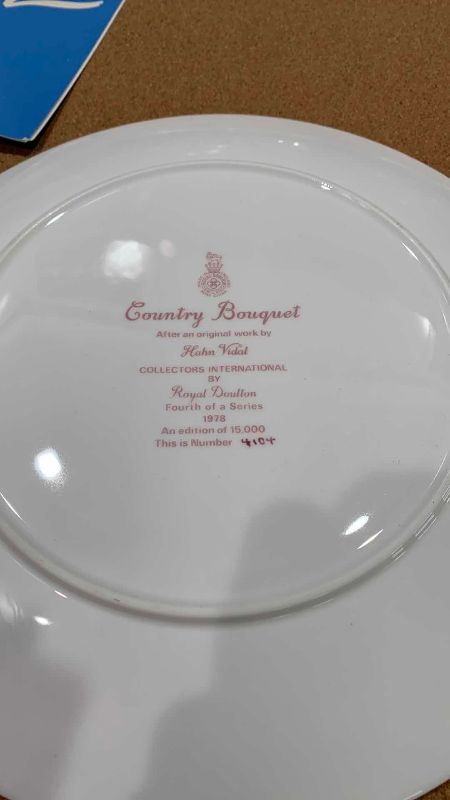 Country Bouquet
After an original work by
Hahn Vidal
COLLECTORS INTERNATIONAL
BY
Royal Doulton
Fourth of a Series
1978
An edition of 15,000
This is Number 4104